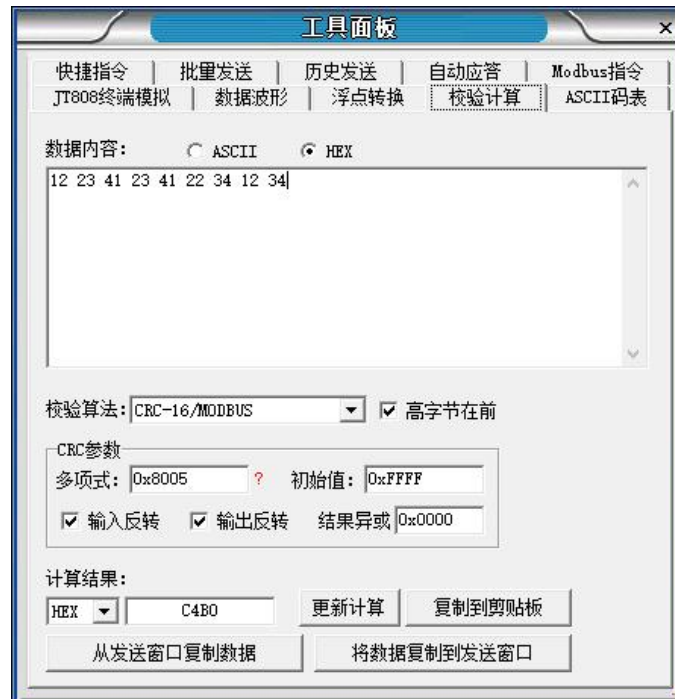 工具面板 ×
快捷指令 批量发送 历史发送 自动应答 Modbus指令
JT808终端模拟 数据波形 浮点转换 校验计算 ASCII码表
数据内容: ASCII HEX
12 23 41 23 41 22 34 12 34
校验算法: CRC-16/MODBUS 高字节在前
CRC参数
多项式: 0x8005 ? 初始值: 0xFFFF
输入反转 输出反转 结果异或 0x0000
计算结果:
HEX C4B0 更新计算 复制到剪贴板
从发送窗口复制数据 将数据复制到发送窗口